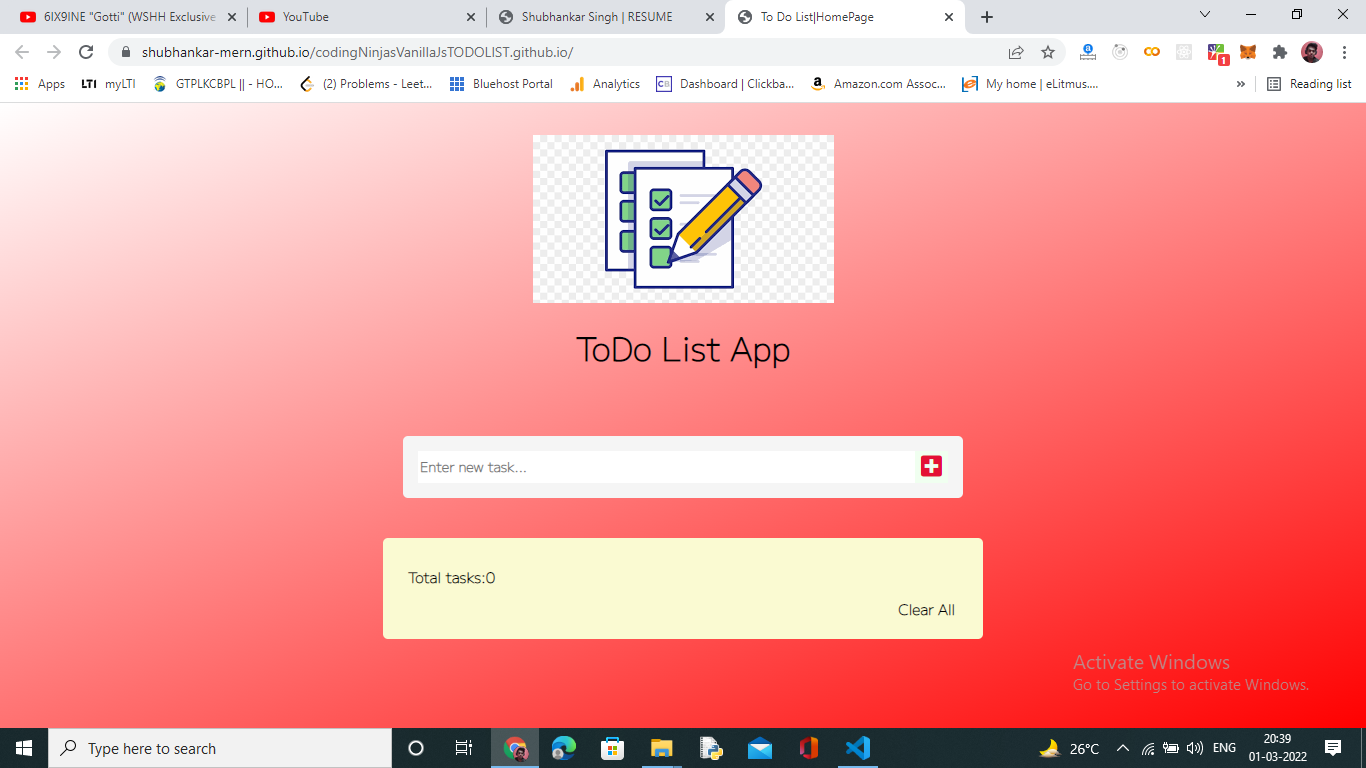 6IX9INE "Gotti" (WSHH Exclusive
YouTube
Shubhankar Singh | RESUME
To Do List|HomePage
shubhankar-mern.github.io/codingNinjasVanillaJsTODOLIST.github.io/
1
Apps
LTI myLTI
GTPLKCBPL || - HO...
(2) Problems - Leet...
Bluehost Portal
Analytics
CB Dashboard | Clickba...
Amazon.com Assoc...
My home | eLitmus....
»
Reading list
ToDo List App
Enter new task...
Total tasks:0
Clear All
Activate Windows
Go to Settings to activate Windows.
Type here to search
26°C
ENG
20:39
01-03-2022